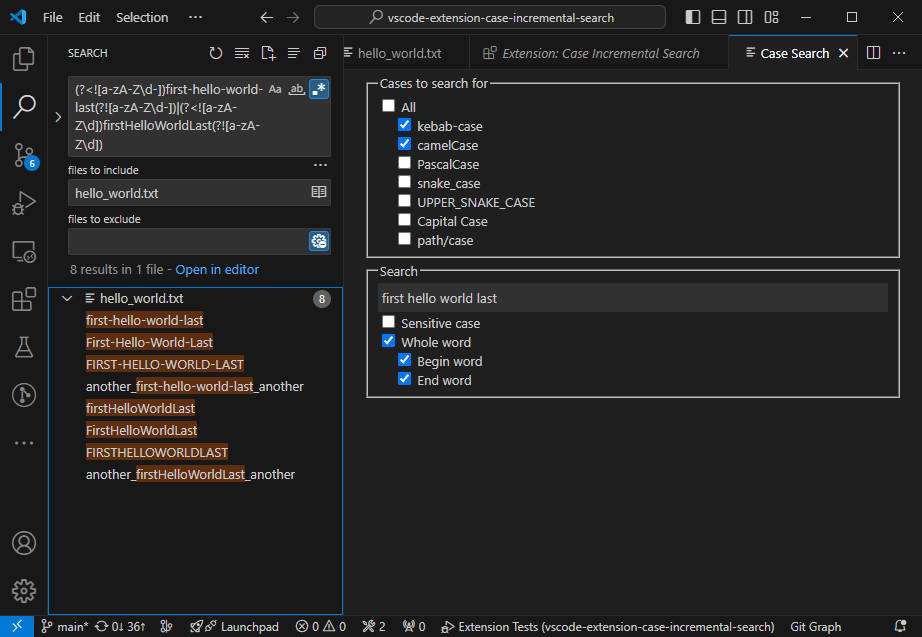 File Edit Selection ··· vscode-extension-case-incremental-search
SEARCH
(?<![a-zA-Z\d-])first-hello-world-
last(?![a-zA-Z\d-])|(?<![a-zA-
Z\d])firstHelloWorldLast(?![a-zA-
Z\d])
Aa ab .*
files to include
hello_world.txt
files to exclude
8 results in 1 file - Open in editor
hello_world.txt 8
first-hello-world-last
First-Hello-World-Last
FIRST-HELLO-WORLD-LAST
another_first-hello-world-last_another
firstHelloWorldLast
FirstHelloWorldLast
FIRSTHELLOWORLDLAST
another_firstHelloWorldLast_another
6
hello_world.txt Extension: Case Incremental Search Case Search
Cases to search for
All
kebab-case
camelCase
PascalCase
snake_case
UPPER_SNAKE_CASE
Capital Case
path/case
Search
first hello world last
Sensitive case
Whole word
Begin word
End word
main* 0↓ 36↑ Launchpad 0 0 2 0 Extension Tests (vscode-extension-case-incremental-search) Git Graph